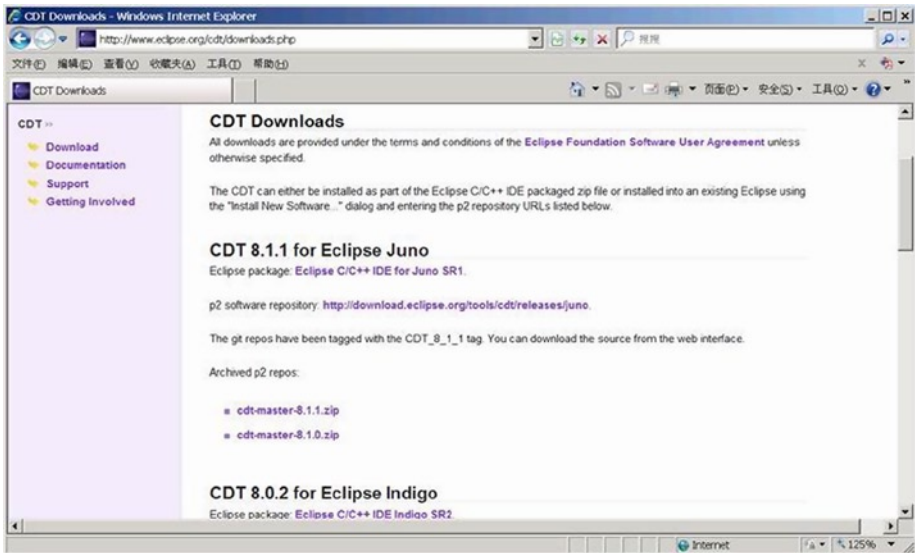 CDT Downloads - Windows Internet Explorer
http://www.eclipse.org/cdt/downloads.php
搜搜
文件(F) 编辑(E) 查看(V) 收藏夹(A) 工具(T) 帮助(H)
CDT Downloads
页面(P) 安全(S) 工具(O)
CDT
Download
Documentation
Support
Getting Involved
CDT Downloads
All downloads are provided under the terms and conditions of the Eclipse Foundation Software User Agreement unless
otherwise specified.
The CDT can either be installed as part of the Eclipse C/C++ IDE packaged zip file or installed into an existing Eclipse using
the "Install New Software..." dialog and entering the p2 repository URLs listed below.
CDT 8.1.1 for Eclipse Juno
Eclipse package: Eclipse C/C++ IDE for Juno SR1.
p2 software repository: http://download.eclipse.org/tools/cdt/releases/juno.
The git repos have been tagged with the CDT_8_1_1 tag. You can download the source from the web interface.
Archived p2 repos:
cdt-master-8.1.1.zip
cdt-master-8.1.0.zip
CDT 8.0.2 for Eclipse Indigo
Eclipse package: Eclipse C/C++ IDE Indigo SR2.
Internet
125%